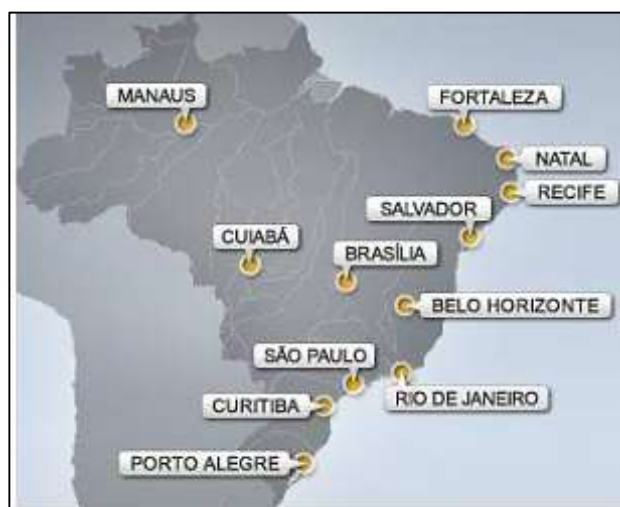 MANAUS
FORTALEZA
NATAL
RECIFE
SALVADOR
CUIABÁ
BRASÍLIA
BELO HORIZONTE
SÃO PAULO
RIO DE JANEIRO
CURITIBA
PORTO ALEGRE